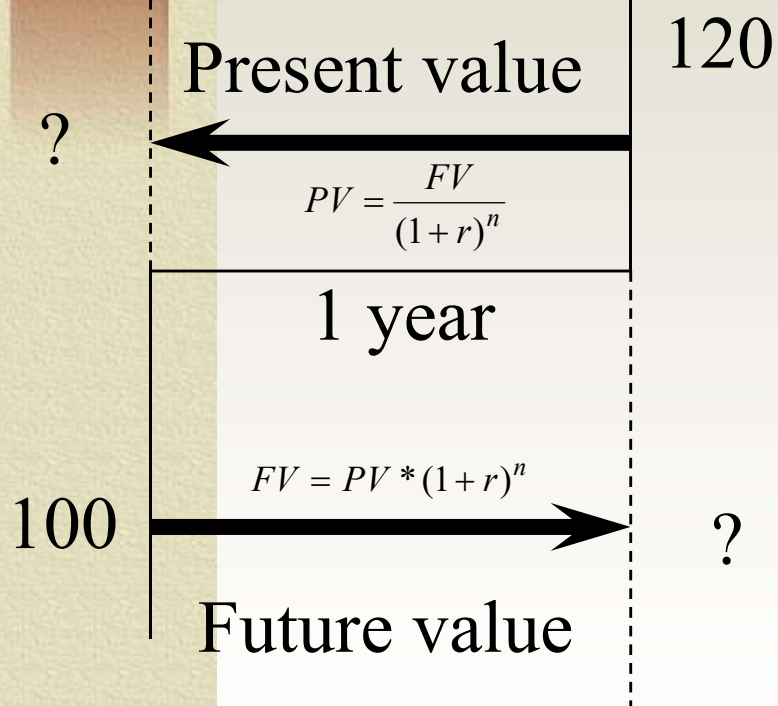 120
Present value
?
PV = FV / (1 + r)^n
1 year
FV = PV * (1 + r)^n
100
?
Future value